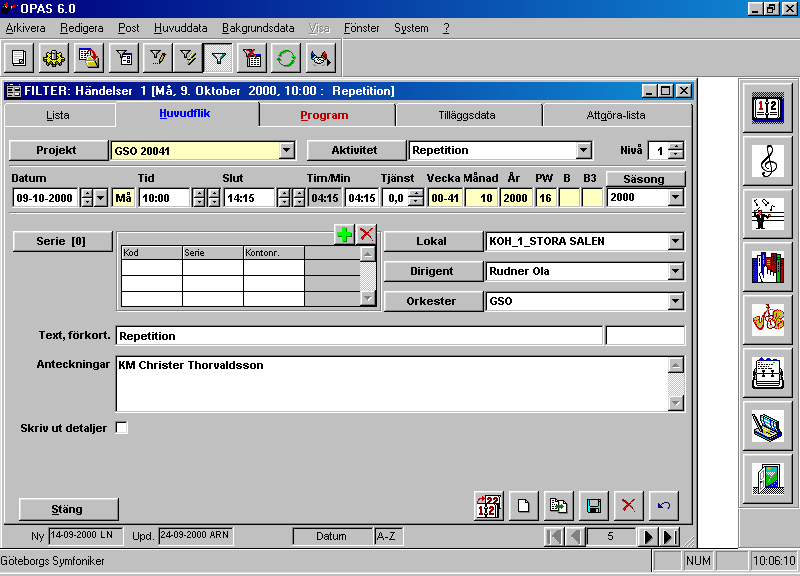 OPAS 6.0
Arkivera Redigera Post Huvuddata Bakgrundsdata Visa Fönster System ?
FILTER: Händelser 1 [Må, 9. Oktober 2000, 10:00 : Repetition]
Lista Huvudflik Program Tilläggsdata Attgöra-lista
Projekt GSO 20041 Aktivitet Repetition Nivå 1
Datum Tid Slut Tim/Min Tjänst Vecka Månad År PW B B3 Säsong
09-10-2000 Må 10:00 14:15 04:15 04:15 0,0 00-41 10 2000 16 2000
Serie [0]
Kod Serie Kontonr.
Lokal KOH_1_STORA SALEN
Dirigent Rudner Ola
Orkester GSO
Text, förkort. Repetition
Anteckningar KM Christer Thorvaldsson
Skriv ut detaljer
Stäng
Ny 14-09-2000 LN Upd. 24-09-2000 ARN Datum A-Z 5
Göteborgs Symfoniker NUM 10:06:10